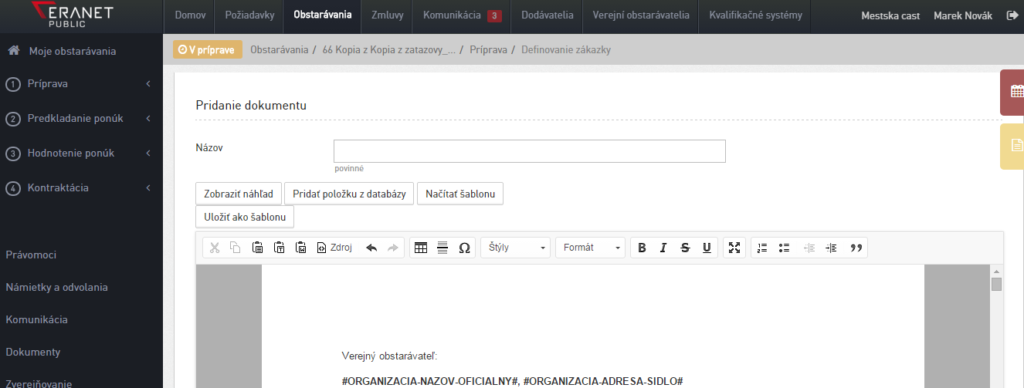 ERANET
PUBLIC
Domov Požiadavky Obstarávania Zmluvy Komunikácia 3 Dodávatelia Verejní obstarávatelia Kvalifikačné systémy Mestska cast Marek Novák
V príprave Obstarávania / 66 Kopia z Kopia z zatazovy_... / Príprava / Definovanie zákazky
Moje obstarávania
1 Príprava
2 Predkladanie ponúk
3 Hodnotenie ponúk
4 Kontraktácia
Právomoci
Námietky a odvolania
Komunikácia
Dokumenty
Zverejňovanie
Pridanie dokumentu
Názov
povinné
Zobraziť náhľad Pridať položku z databázy Načítať šablonu
Uložiť ako šablonu
Zdroj Ω Štýly Formát B I S U
Verejný obstarávateľ:
#ORGANIZACIA-NAZOV-OFICIALNY#, #ORGANIZACIA-ADRESA-SIDLO#